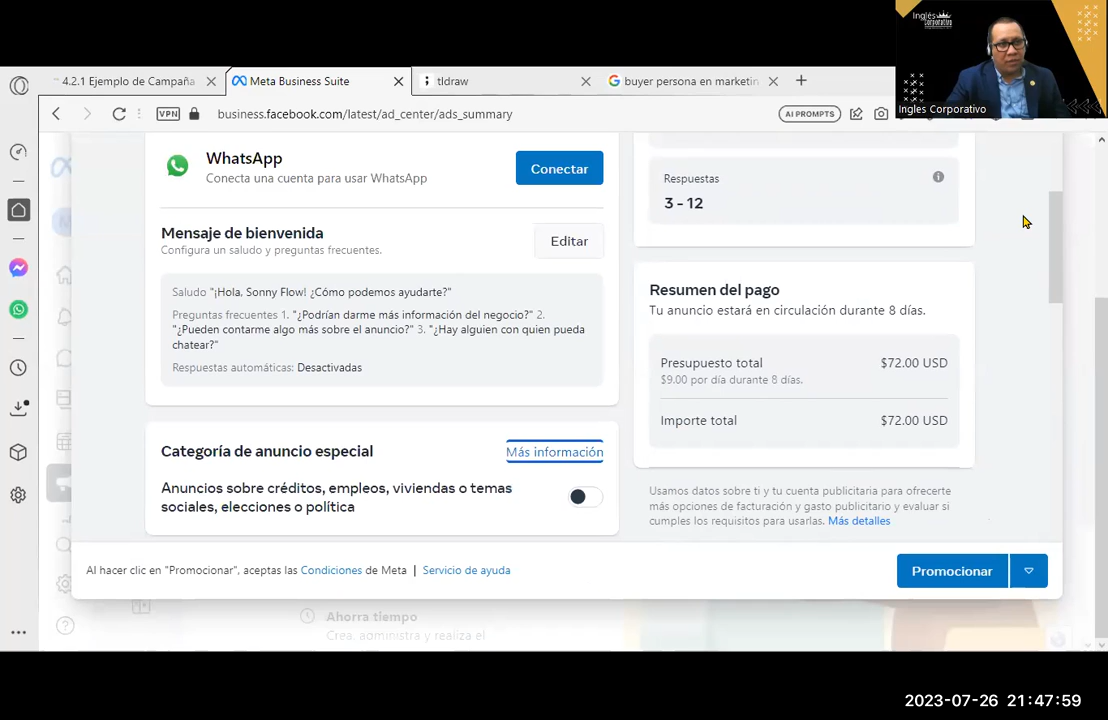 Inglés
Corporativo
Ingles Corporativo
4.2.1 Ejemplo de Campaña
Meta Business Suite
tldraw
buyer persona en marketin
VPN
business.facebook.com/latest/ad_center/ads_summary
AI PROMPTS
WhatsApp
Conecta una cuenta para usar WhatsApp
Conectar
Mensaje de bienvenida
Configura un saludo y preguntas frecuentes.
Editar
Saludo "¡Hola, Sonny Flow! ¿Cómo podemos ayudarte?"
Preguntas frecuentes 1. "¿Podrían darme más información del negocio?" 2.
"¿Pueden contarme algo más sobre el anuncio?" 3. "¿Hay alguien con quien pueda
chatear?"
Respuestas automáticas: Desactivadas
Categoría de anuncio especial
Más información
Anuncios sobre créditos, empleos, viviendas o temas
sociales, elecciones o política
Respuestas
3 - 12
Resumen del pago
Tu anuncio estará en circulación durante 8 días.
Presupuesto total $72.00 USD
$9.00 por día durante 8 días.
Importe total $72.00 USD
Usamos datos sobre ti y tu cuenta publicitaria para ofrecerte
más opciones de facturación y gasto publicitario y evaluar si
cumples los requisitos para usarlas. Más detalles
Al hacer clic en "Promocionar", aceptas las Condiciones de Meta | Servicio de ayuda
Promocionar
Ahorra tiempo
Crea, administra y realiza el
2023-07-26 21:47:59